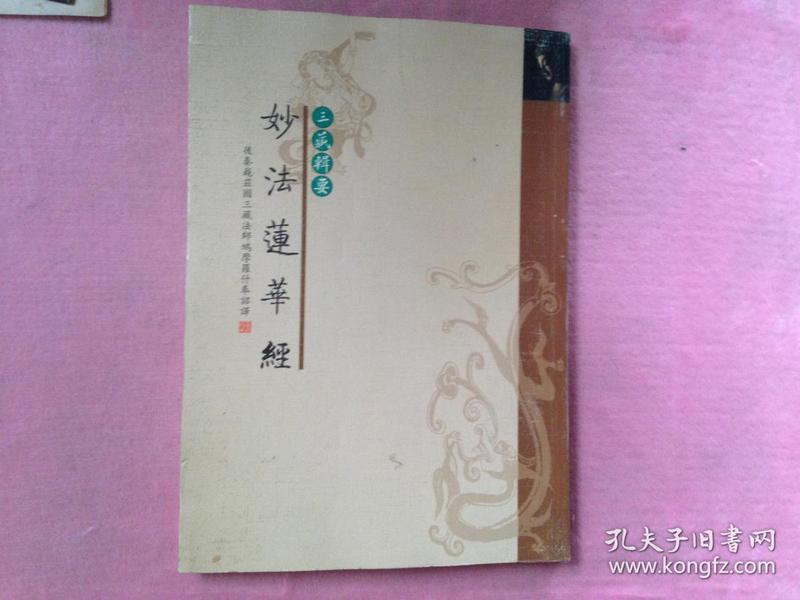 三藏輯要
妙法蓮華經
後秦龜茲國三藏法師鳩摩羅什奉詔譯
孔夫子旧书网
www.kongfz.com